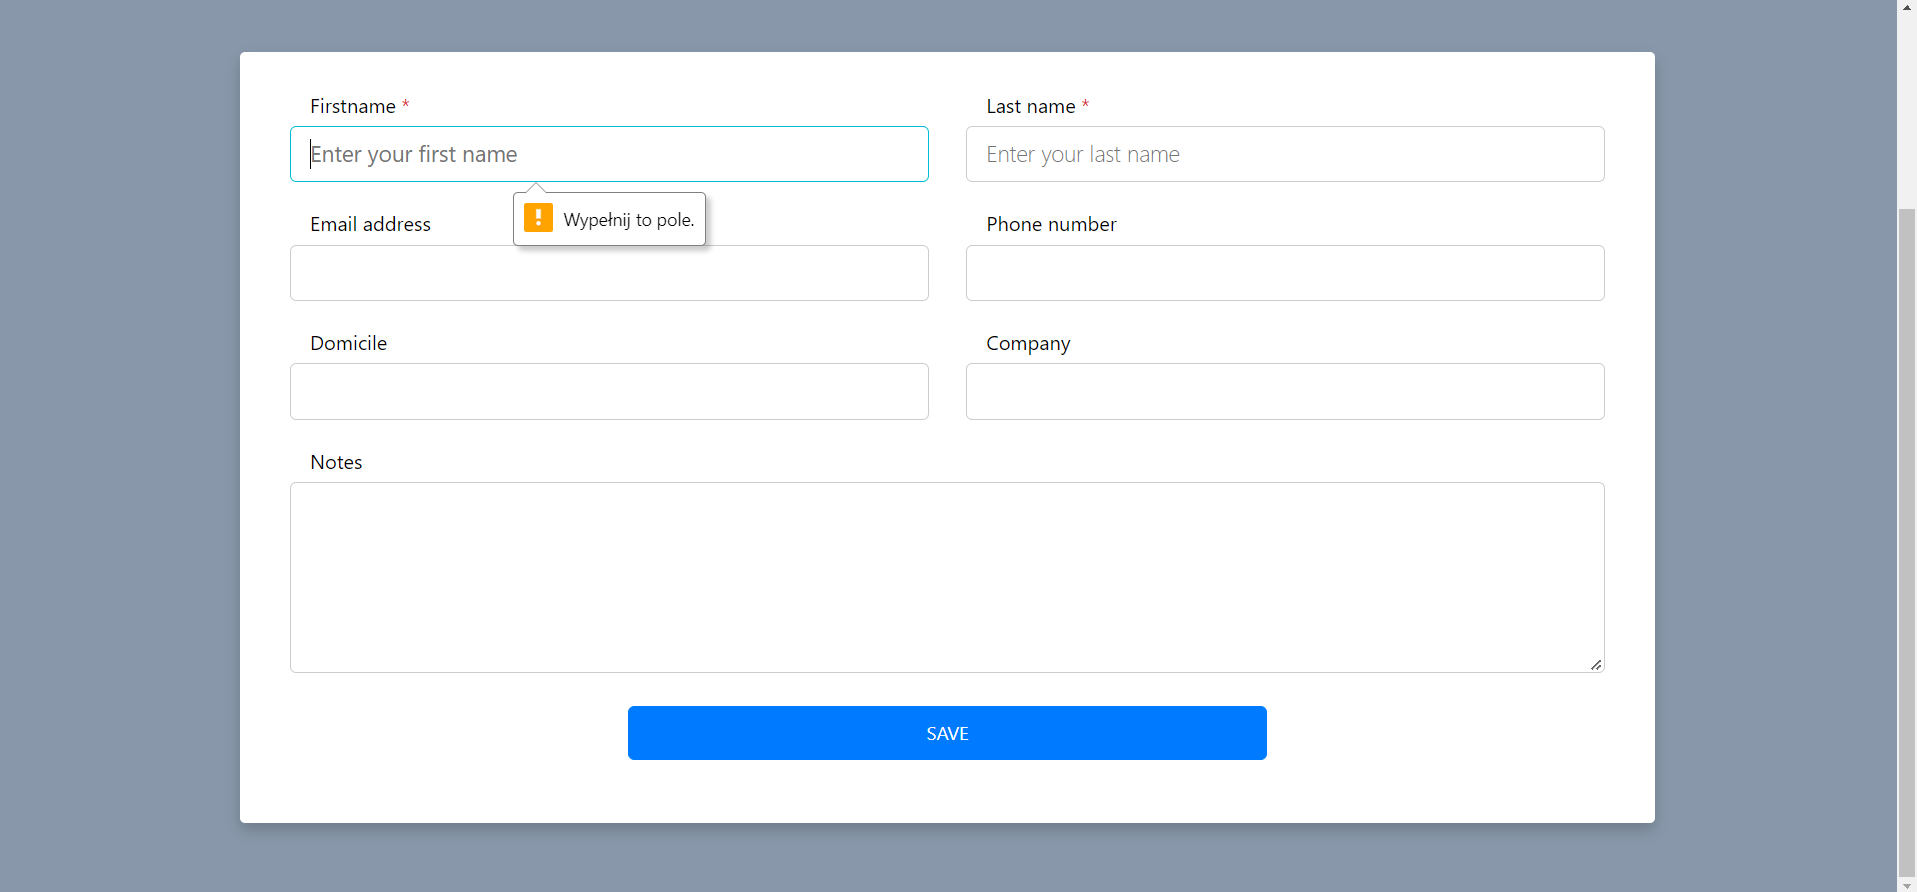 Firstname *
Last name *
Enter your first name
Enter your last name
Wypełnij to pole.
Email address
Phone number
Domicile
Company
Notes
SAVE